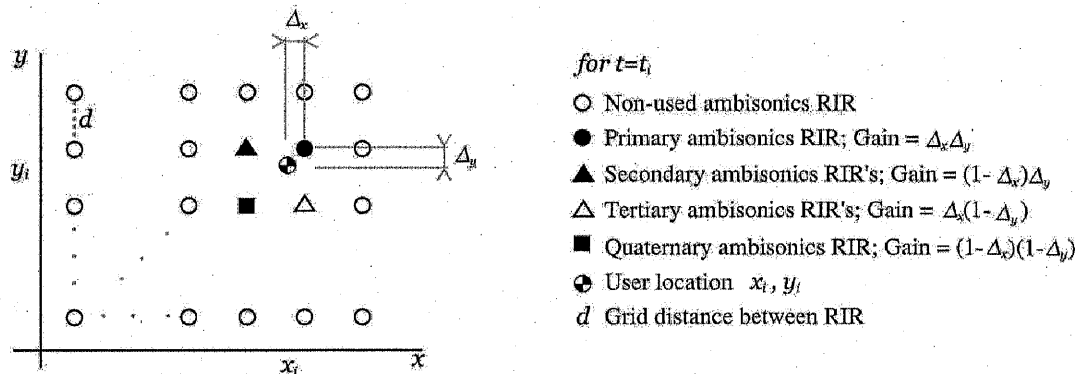 Δx
y
d
yi
Δy
xi
x
for t=ti
Non-used ambisonics RIR
Primary ambisonics RIR; Gain = ΔxΔy
Secondary ambisonics RIR's; Gain = (1- Δx)Δy
Tertiary ambisonics RIR's; Gain = Δx(1- Δy)
Quaternary ambisonics RIR; Gain = (1-Δx)(1-Δy)
User location xi, yi
d Grid distance between RIR